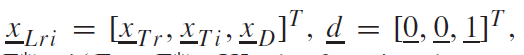 x_Lri = [x_Tr, x_Ti, x_D]^T, d = [0, 0, 1]^T,